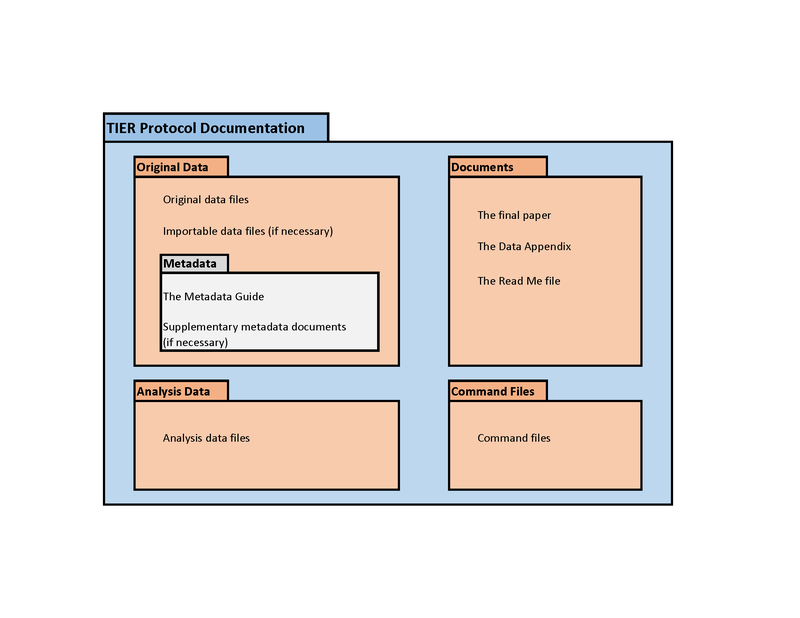 TIER Protocol Documentation
Original Data
Original data files
Importable data files (if necessary)
Metadata
The Metadata Guide
Supplementary metadata documents
(if necessary)
Documents
The final paper
The Data Appendix
The Read Me file
Analysis Data
Analysis data files
Command Files
Command files